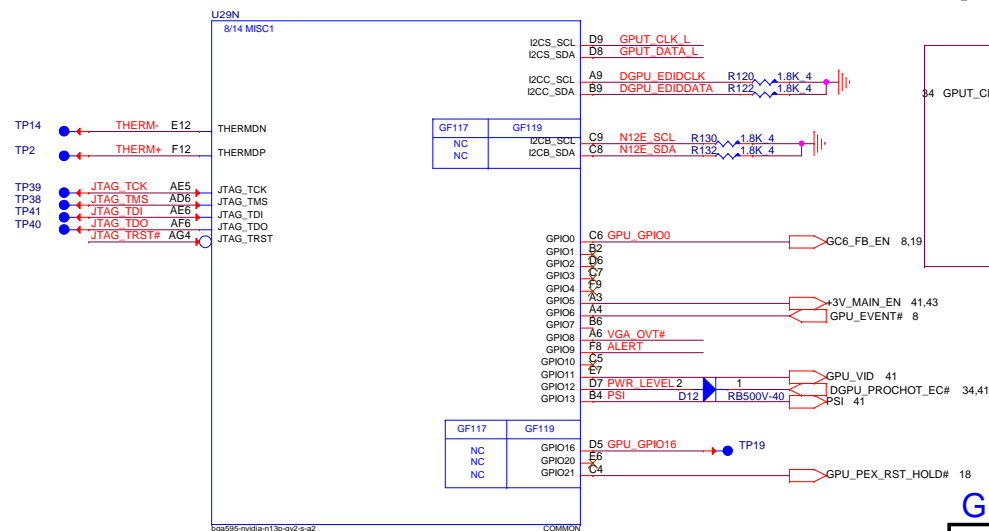 U29N
8/14 MISC1
I2CS_SCL D9 GPUT_CLK_L
I2CS_SDA D8 GPUT_DATA_L
I2CC_SCL A9 DGPU_EDIDCLK R120 1.8K_4
I2CC_SDA B9 DGPU_EDIDDATA R122 1.8K_4
34 GPUT_CL
TP14 THERM- E12 THERMDN
GF117 GF119
NC I2CB_SCL C9 N12E_SCL R130 1.8K_4
NC I2CB_SDA C8 N12E_SDA R132 1.8K_4
TP2 THERM+ F12 THERMDP
TP39 JTAG_TCK AE5 JTAG_TCK
TP38 JTAG_TMS AD6 JTAG_TMS
TP41 JTAG_TDI AE6 JTAG_TDI
TP40 JTAG_TDO AF6 JTAG_TDO
JTAG_TRST# AG4 JTAG_TRST
GPIO0 C6 GPU_GPIO0 GC6_FB_EN 8,19
GPIO1 B2
GPIO2 D6
GPIO3 C7
GPIO4 F9
GPIO5 A3 +3V_MAIN_EN 41,43
GPIO6 A4 GPU_EVENT# 8
GPIO7 B6
GPIO8 A6 VGA_OVT#
GPIO9 F8 ALERT
GPIO10 C5
GPIO11 E7 GPU_VID 41
GPIO12 D7 PWR_LEVEL 2 1 DGPU_PROCHOT_EC# 34,41
GPIO13 B4 PSI D12 RB500V-40 PSI 41
GF117 GF119
NC GPIO16 D5 GPU_GPIO16 TP19
NC GPIO20 E6
NC GPIO21 C4 GPU_PEX_RST_HOLD# 18
G
bga595-nvidia-n13p-gv2-s-a2 COMMON